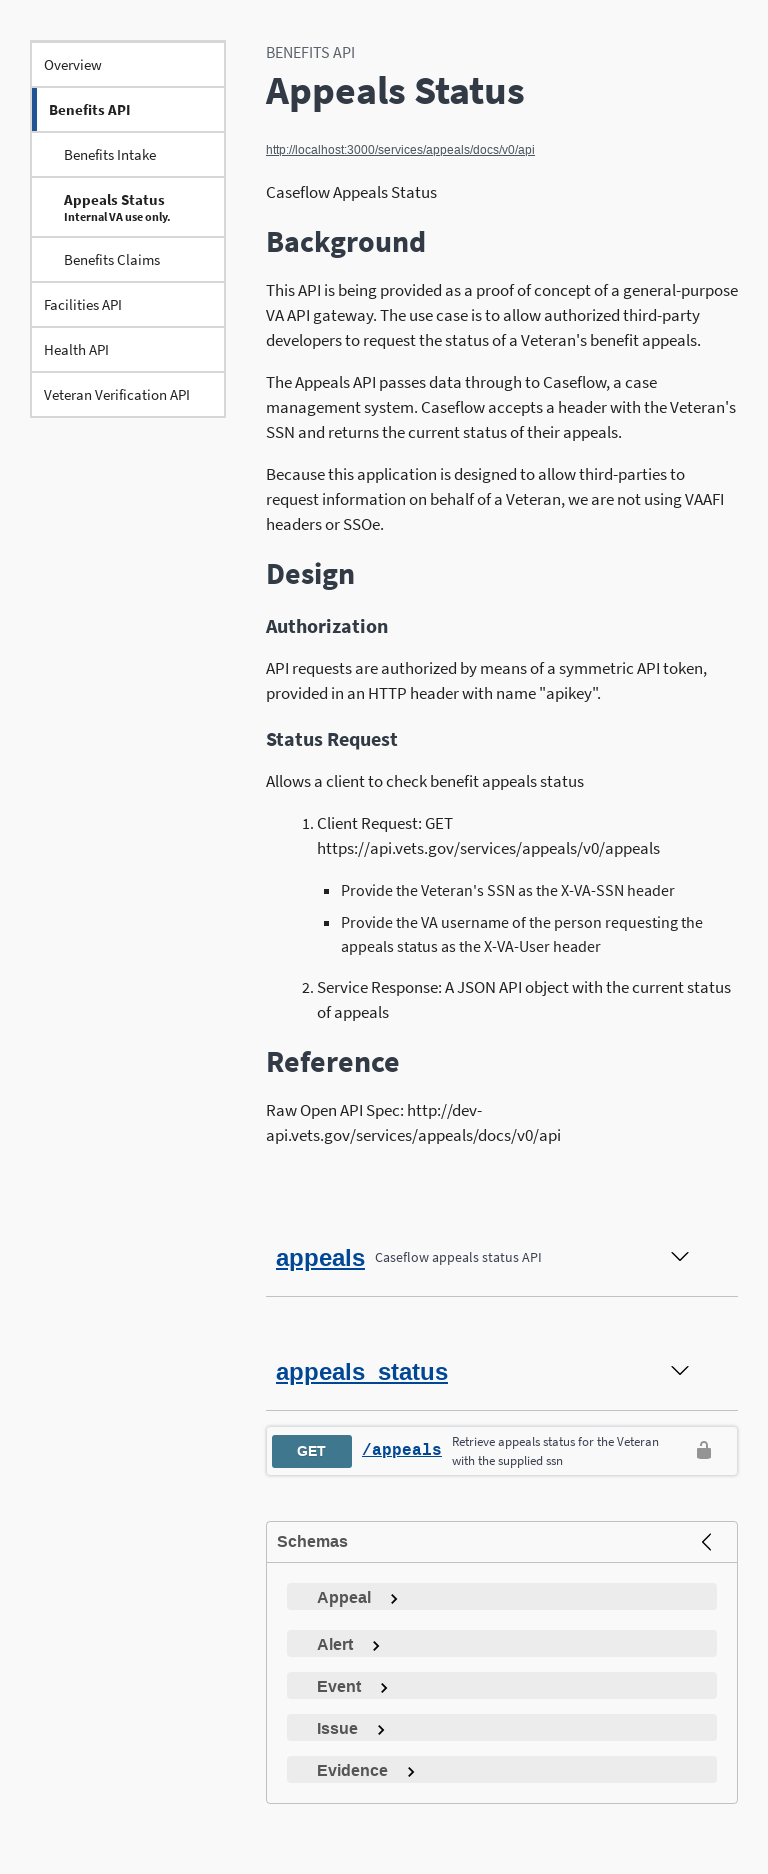 Overview
Benefits API
Benefits Intake
Appeals Status
Internal VA use only.
Benefits Claims
Facilities API
Health API
Veteran Verification API
BENEFITS API
Appeals Status
http://localhost:3000/services/appeals/docs/v0/api
Caseflow Appeals Status
Background
This API is being provided as a proof of concept of a general-purpose
VA API gateway. The use case is to allow authorized third-party
developers to request the status of a Veteran's benefit appeals.
The Appeals API passes data through to Caseflow, a case
management system. Caseflow accepts a header with the Veteran's
SSN and returns the current status of their appeals.
Because this application is designed to allow third-parties to
request information on behalf of a Veteran, we are not using VAAFI
headers or SSOe.
Design
Authorization
API requests are authorized by means of a symmetric API token,
provided in an HTTP header with name "apikey".
Status Request
Allows a client to check benefit appeals status
1. Client Request: GET
https://api.vets.gov/services/appeals/v0/appeals
▪ Provide the Veteran's SSN as the X-VA-SSN header
▪ Provide the VA username of the person requesting the
appeals status as the X-VA-User header
2. Service Response: A JSON API object with the current status
of appeals
Reference
Raw Open API Spec: http://dev-
api.vets.gov/services/appeals/docs/v0/api
appeals Caseflow appeals status API
appeals_status
GET /appeals Retrieve appeals status for the Veteran
with the supplied ssn
Schemas
Appeal
Alert
Event
Issue
Evidence